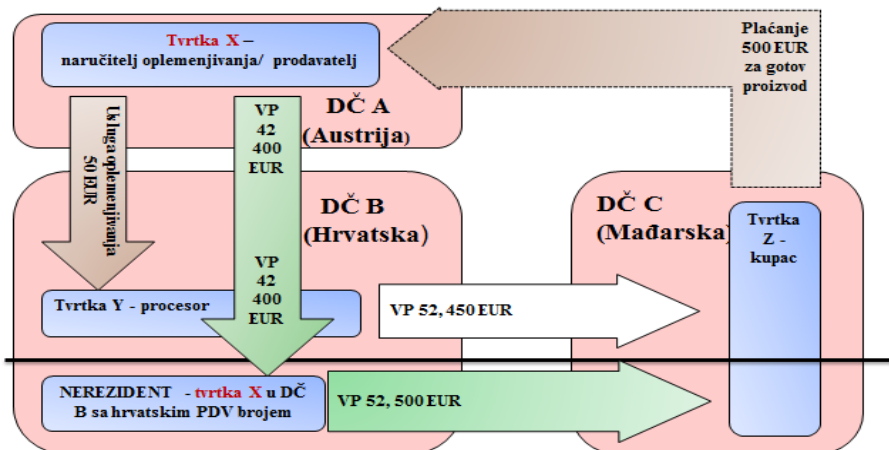 Tvrtka X –
naručitelj oplemenjivanja/ prodavatelj
DČ A
(Austrija)
Usluga oplemenjivanja
50 EUR
VP
42
400
EUR
Plaćanje
500 EUR
za gotov
proizvod
DČ B
(Hrvatska)
VP
42
400
EUR
Tvrtka Y - procesor
VP 52, 450 EUR
DČ C
(Mađarska)
Tvrtka
Z -
kupac
NEREZIDENT - tvrtka X u DČ
B sa hrvatskim PDV brojem
VP 52, 500 EUR